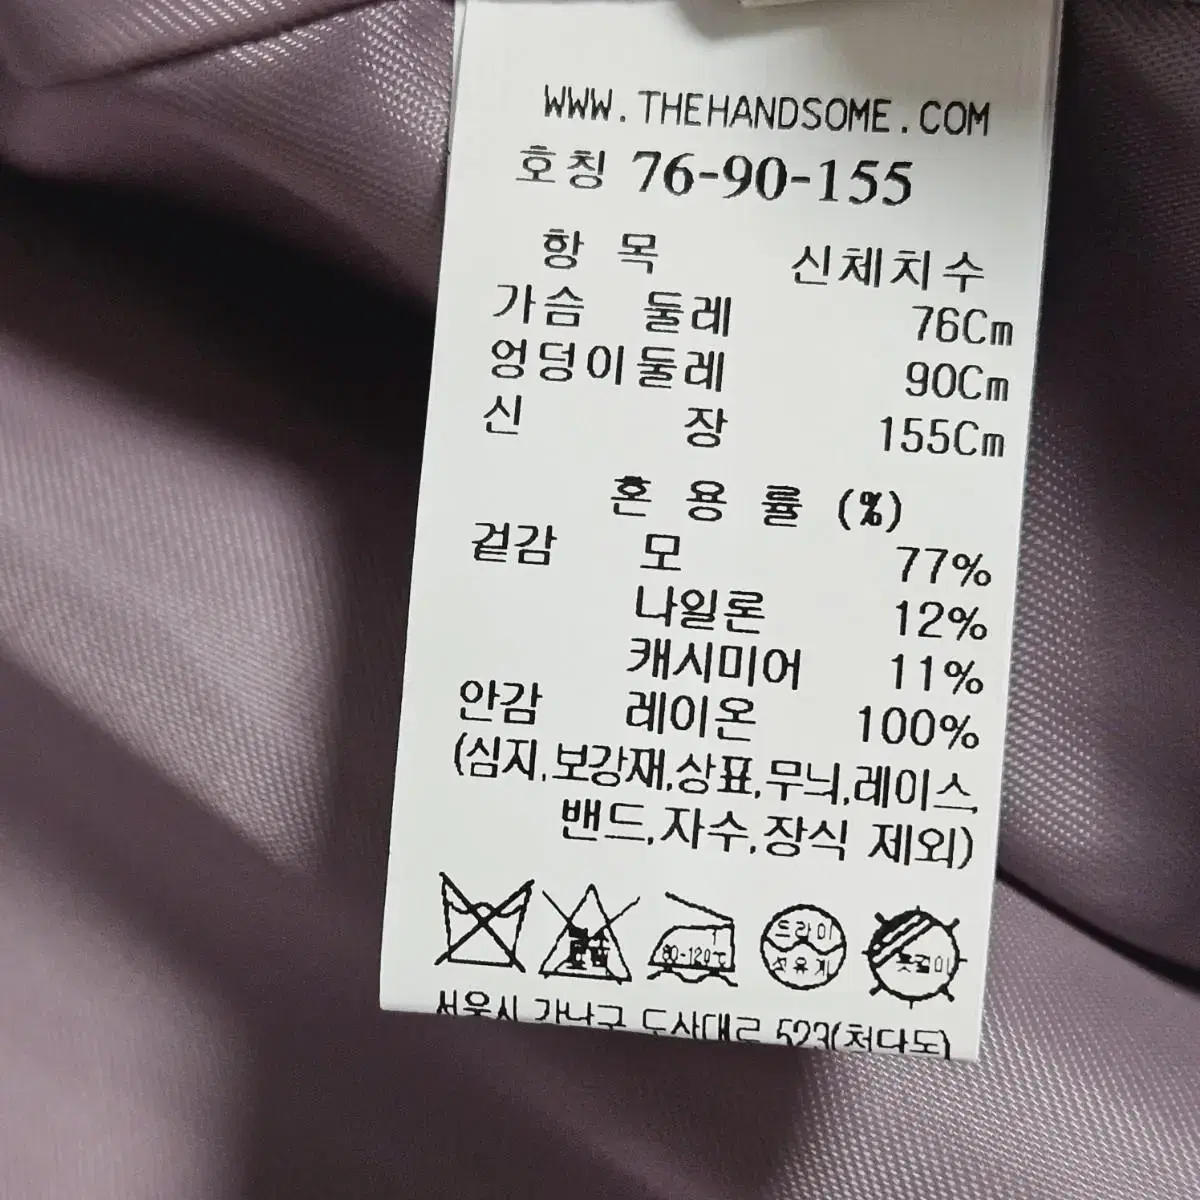 WWW.THEHANDSOME.COM
호칭 76-90-155
항 목 신체치수
가슴 둘레 76Cm
엉덩이둘레 90Cm
신 장 155Cm
혼 용 률 (%)
겉감 모 77%
나일론 12%
캐시미어 11%
안감 레이온 100%
(심지,보강재,상표,무늬,레이스,
밴드,자수,장식 제외)
80-120℃
드라이
석유계
옷걸이
서울시 강남구 도산대로 523(청담동)